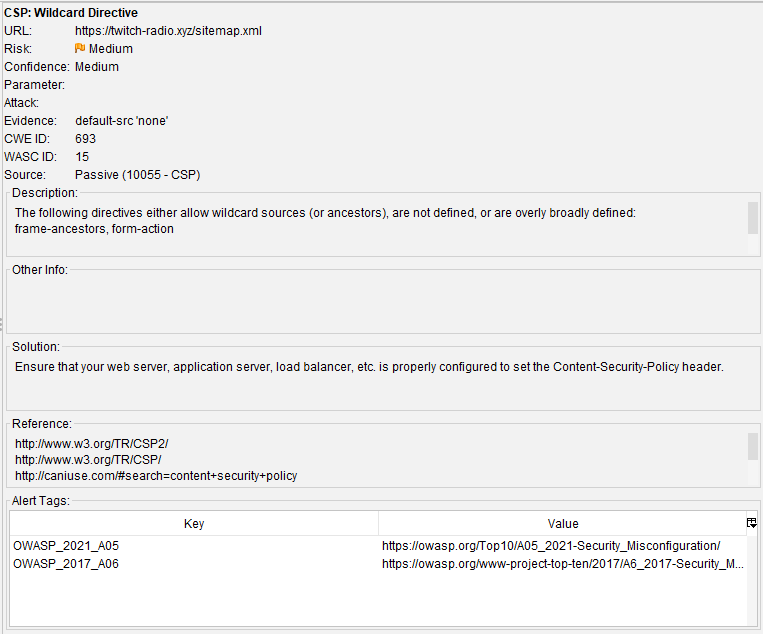 CSP: Wildcard Directive
URL: https://twitch-radio.xyz/sitemap.xml
Risk: Medium
Confidence: Medium
Parameter:
Attack:
Evidence: default-src 'none'
CWE ID: 693
WASC ID: 15
Source: Passive (10055 - CSP)
Description:
The following directives either allow wildcard sources (or ancestors), are not defined, or are overly broadly defined:
frame-ancestors, form-action
Other Info:
Solution:
Ensure that your web server, application server, load balancer, etc. is properly configured to set the Content-Security-Policy header.
Reference:
http://www.w3.org/TR/CSP2/
http://www.w3.org/TR/CSP/
http://caniuse.com/#search=content+security+policy
Alert Tags:
Key Value
OWASP_2021_A05 https://owasp.org/Top10/A05_2021-Security_Misconfiguration/
OWASP_2017_A06 https://owasp.org/www-project-top-ten/2017/A6_2017-Security_M...